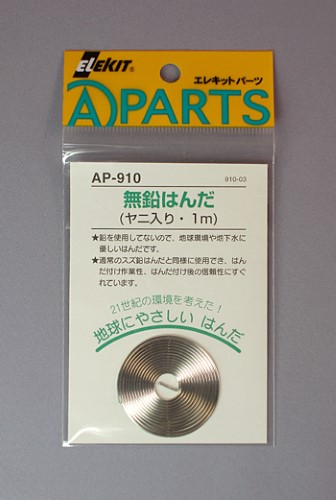 ELEKIT®
エレキットパーツ
APARTS
AP-910
910-03
無鉛はんだ
(ヤニ入り・1m)
★鉛を使用してないので、地球環境や地下水に
優しいはんだです。
★通常のスズ鉛はんだと同様に使用でき、はん
だ付け作業性、はんだ付け後の信頼性にすぐ
れています。
21世紀の環境を考えた!
地球にやさしい はんだ